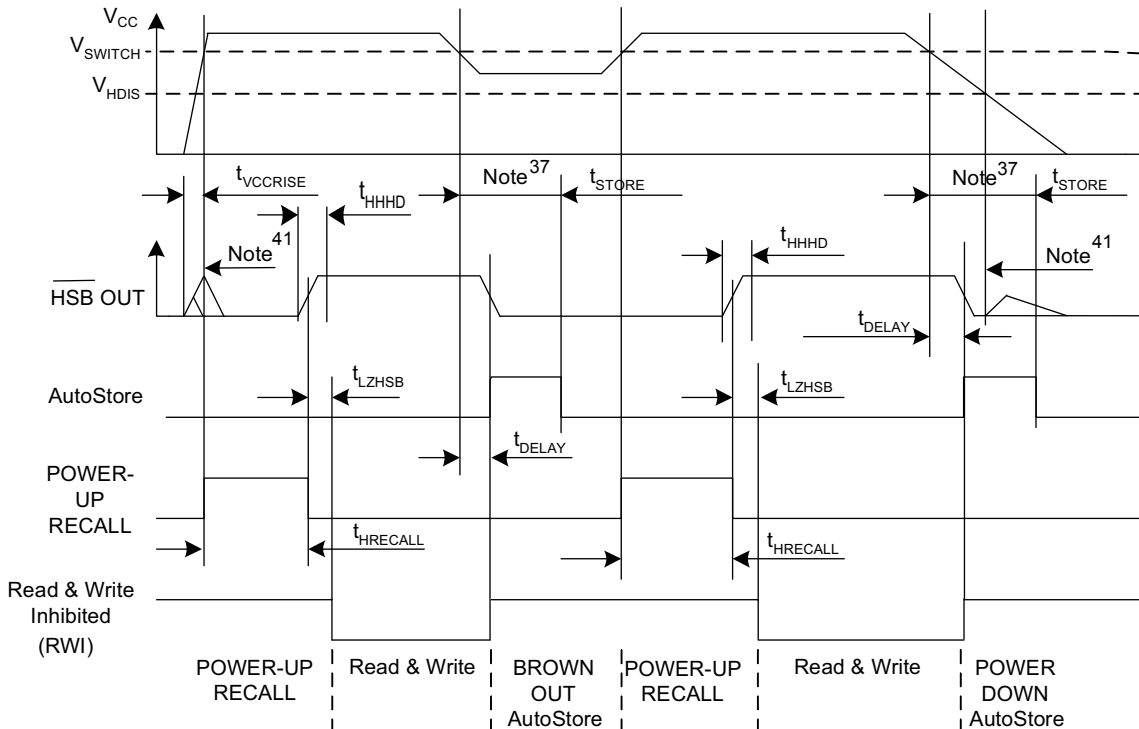 VCC
VSWITCH
VHDIS
tVCCRISE
Note37
tSTORE
Note37
tSTORE
tHHHD
Note41
tHHHD
Note41
HSB OUT
tDELAY
tLZHSB
tLZHSB
AutoStore
tDELAY
POWER-
UP
RECALL
tHRECALL
tHRECALL
Read & Write
Inhibited
(RWI)
POWER-UP
RECALL
Read & Write
BROWN
OUT
AutoStore
POWER-UP
RECALL
Read & Write
POWER
DOWN
AutoStore